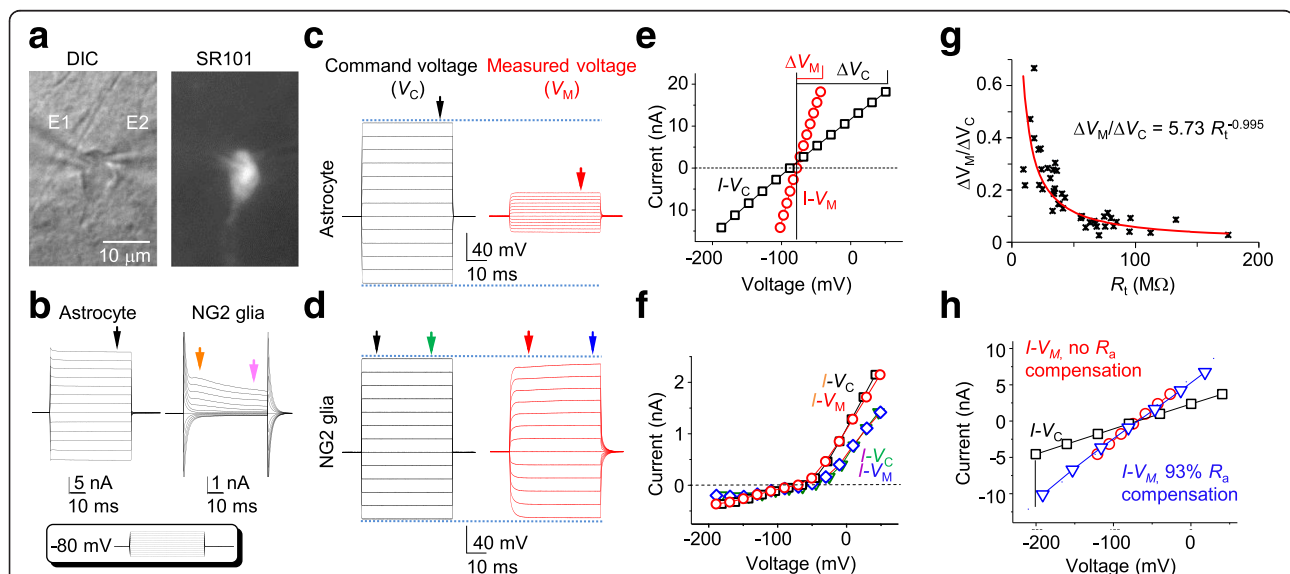 a
DIC
SR101
E1
E2
10 μm
b
Astrocyte
NG2 glia
5 nA
10 ms
1 nA
10 ms
-80 mV
c
Command voltage
(VC)
Measured voltage
(VM)
Astrocyte
40 mV
10 ms
d
NG2 glia
40 mV
10 ms
e
ΔVM
ΔVC
20
10
0
10
Current (nA)
I-VC
I-VM
-200
-100
0
Voltage (mV)
f
2
1
0
Current (nA)
I-VC
I-VM
I-VC
I-VM
-200
-100
0
Voltage (mV)
g
0.6
0.4
0.2
0
ΔVM/ΔVC
ΔVM/ΔVC = 5.73 Rt-0.995
0
50
100
150
200
Rt (MΩ)
h
I-VM, no Ra
compensation
10
5
0
-5
-10
Current (nA)
I-VC
I-VM, 93% Ra
compensation
-200
-100
0
Voltage (mV)